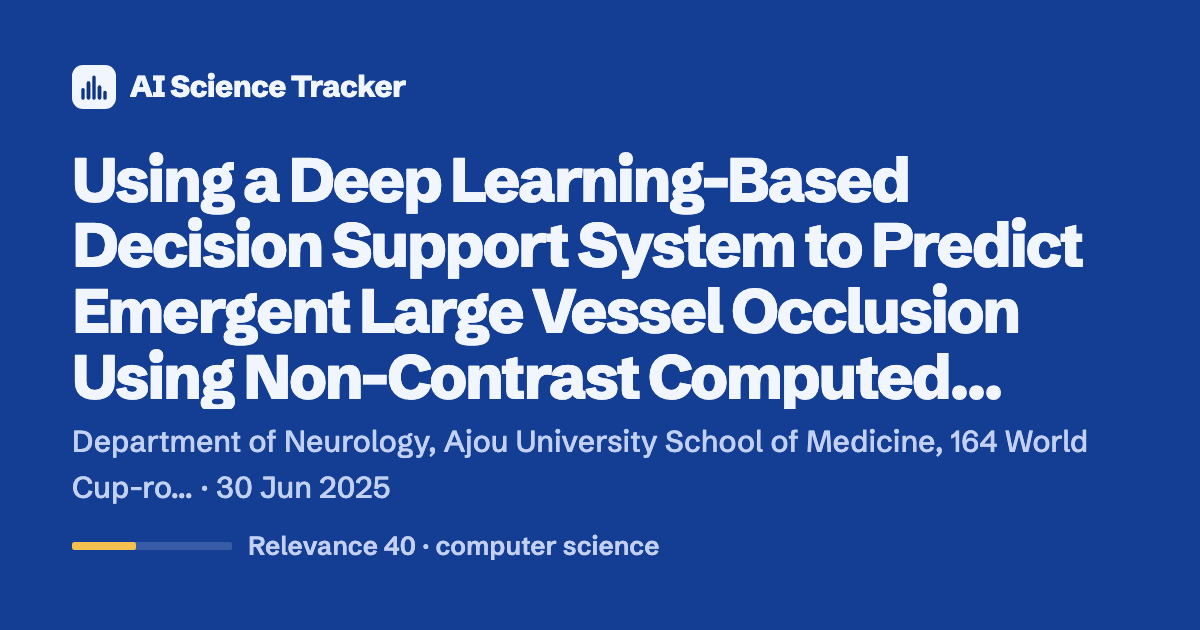 AI Science Tracker
Using a Deep Learning-Based
Decision Support System to Predict
Emergent Large Vessel Occlusion
Using Non-Contrast Computed...
Department of Neurology, Ajou University School of Medicine, 164 World
Cup-ro... · 30 Jun 2025
Relevance 40 · computer science